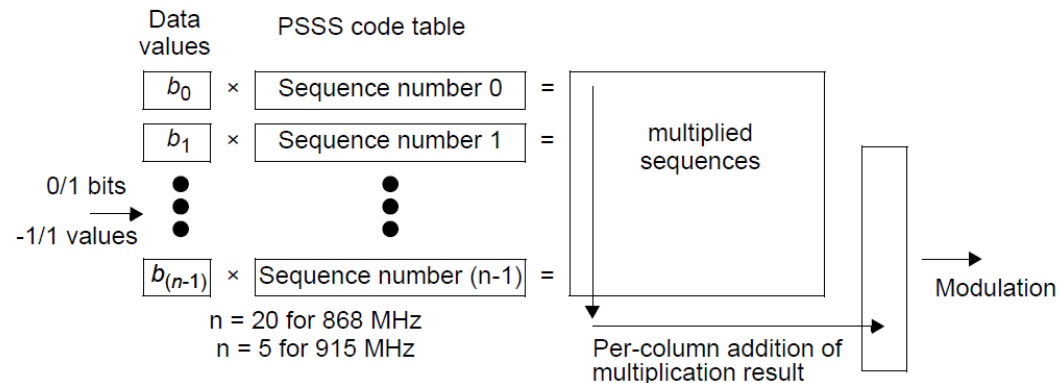 Data
values
PSSS code table
b0 × Sequence number 0 =
b1 × Sequence number 1 =
multiplied
sequences
0/1 bits
-1/1 values
b(n-1) × Sequence number (n-1) =
Modulation
n = 20 for 868 MHz
n = 5 for 915 MHz
Per-column addition of
multiplication result